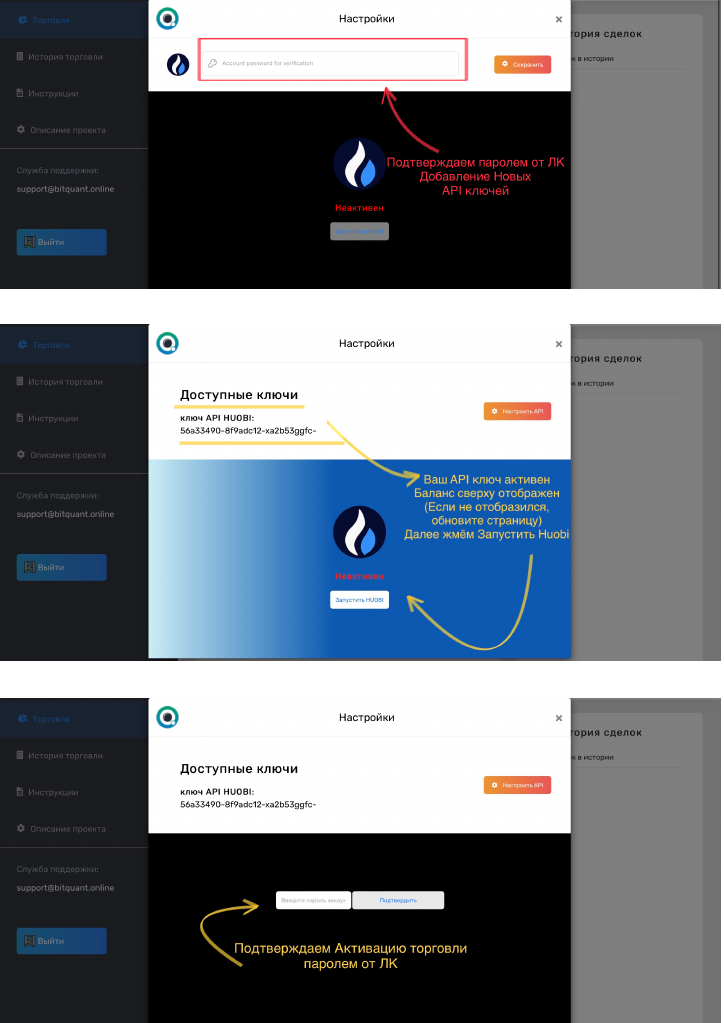 Торговля
История торговли
Инструкции
Описание проекта
Служба поддержки:
support@bitquant.online
Выйти
Настройки
×
Account password for verification
Сохранить
Подтверждаем паролем от ЛК
Добавление Новых
API ключей
Неактивен
Запустить HUOBI
тория сделок
к в истории
Торговля
История торговли
Инструкции
Описание проекта
Служба поддержки:
support@bitquant.online
Выйти
Настройки
×
Доступные ключи
ключ API HUOBI:
56a33490-8f9adc12-xa2b53ggfc-
Настроить API
Ваш API ключ активен
Баланс сверху отображен
(Если не отобразился,
обновите страницу)
Далее жмём Запустить Huobi
Неактивен
Запустить HUOBI
тория сделок
к в истории
Торговля
История торговли
Инструкции
Описание проекта
Служба поддержки:
support@bitquant.online
Выйти
Настройки
×
Доступные ключи
ключ API HUOBI:
56a33490-8f9adc12-xa2b53ggfc-
Настроить API
Введите пароль аккаун
Подтвердить
Подтверждаем Активацию торговли
паролем от ЛК
тория сделок
к в истории